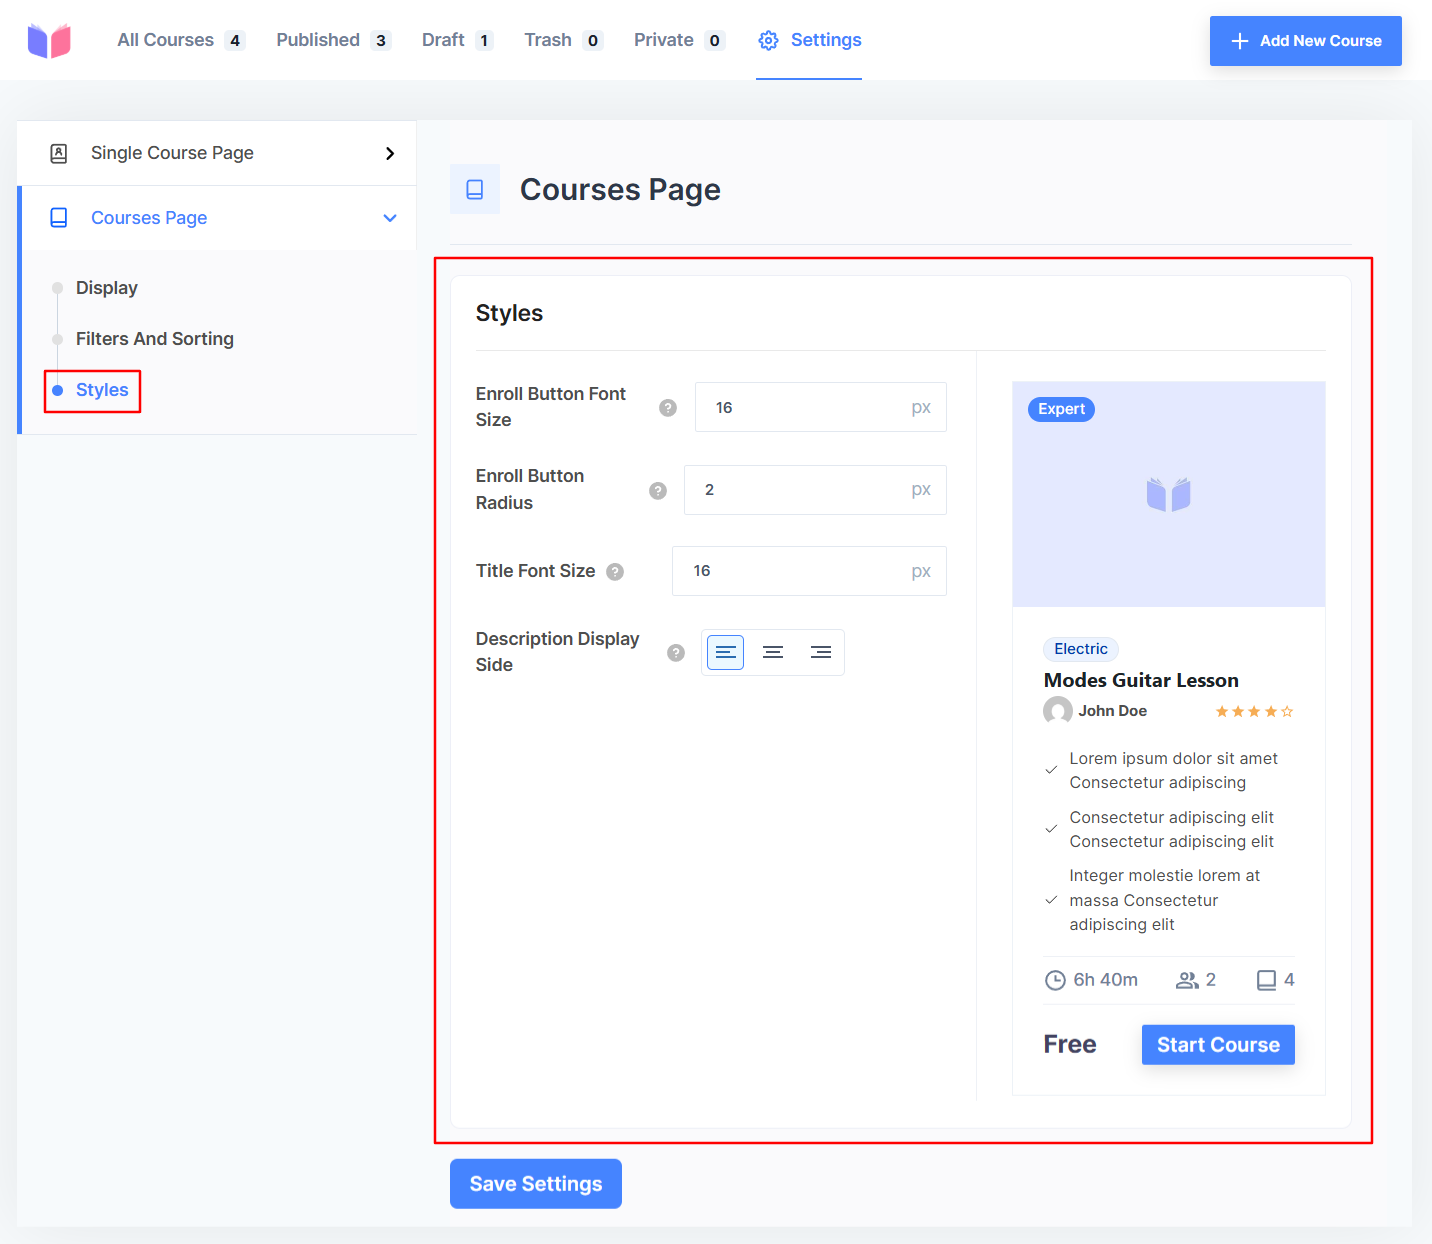 All Courses 4 Published 3 Draft 1 Trash 0 Private 0 Settings Add New Course
Single Course Page
Courses Page
Display
Filters And Sorting
Styles
Courses Page
Styles
Enroll Button Font
Size
? 16 px
Enroll Button
Radius
? 2 px
Title Font Size ? 16 px
Description Display
Side
?
Expert
Electric
Modes Guitar Lesson
John Doe
Lorem ipsum dolor sit amet
Consectetur adipiscing
Consectetur adipiscing elit
Consectetur adipiscing elit
Integer molestie lorem at
massa Consectetur
adipiscing elit
6h 40m 2 4
Free Start Course
Save Settings